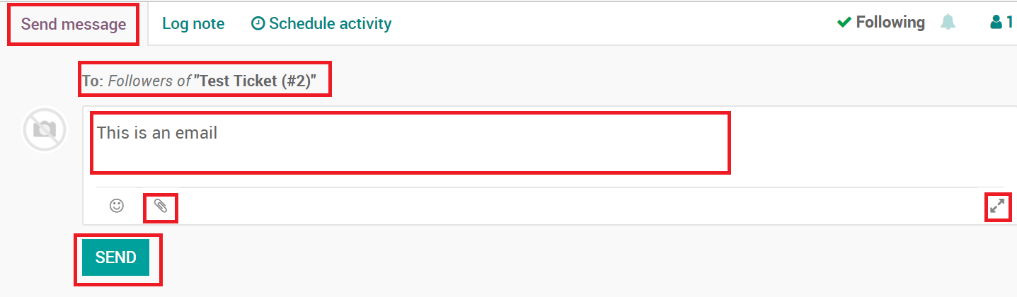 Send message Log note Schedule activity Following 1
To: Followers of "Test Ticket (#2)"
This is an email
SEND